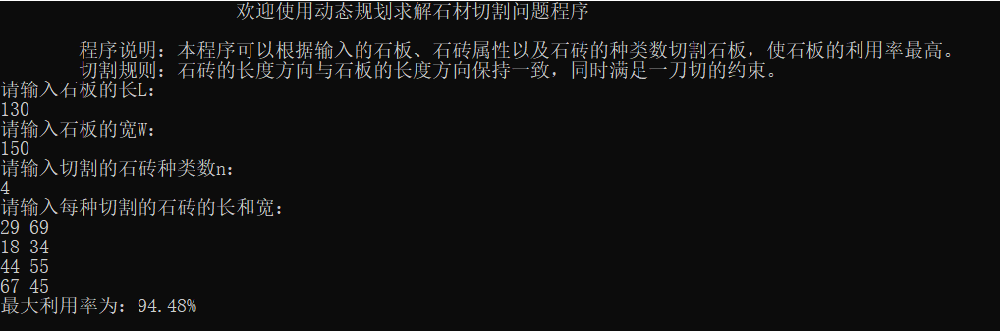 欢迎使用动态规划求解石材切割问题程序
程序说明：本程序可以根据输入的石板、石砖属性以及石砖的种类数切割石板，使石板的利用率最高。
切割规则：石砖的长度方向与石板的长度方向保持一致，同时满足一刀切的约束。
请输入石板的长L：
130
请输入石板的宽W：
150
请输入切割的石砖种类数n：
4
请输入每种切割的石砖的长和宽：
29 69
18 34
44 55
67 45
最大利用率为：94.48%